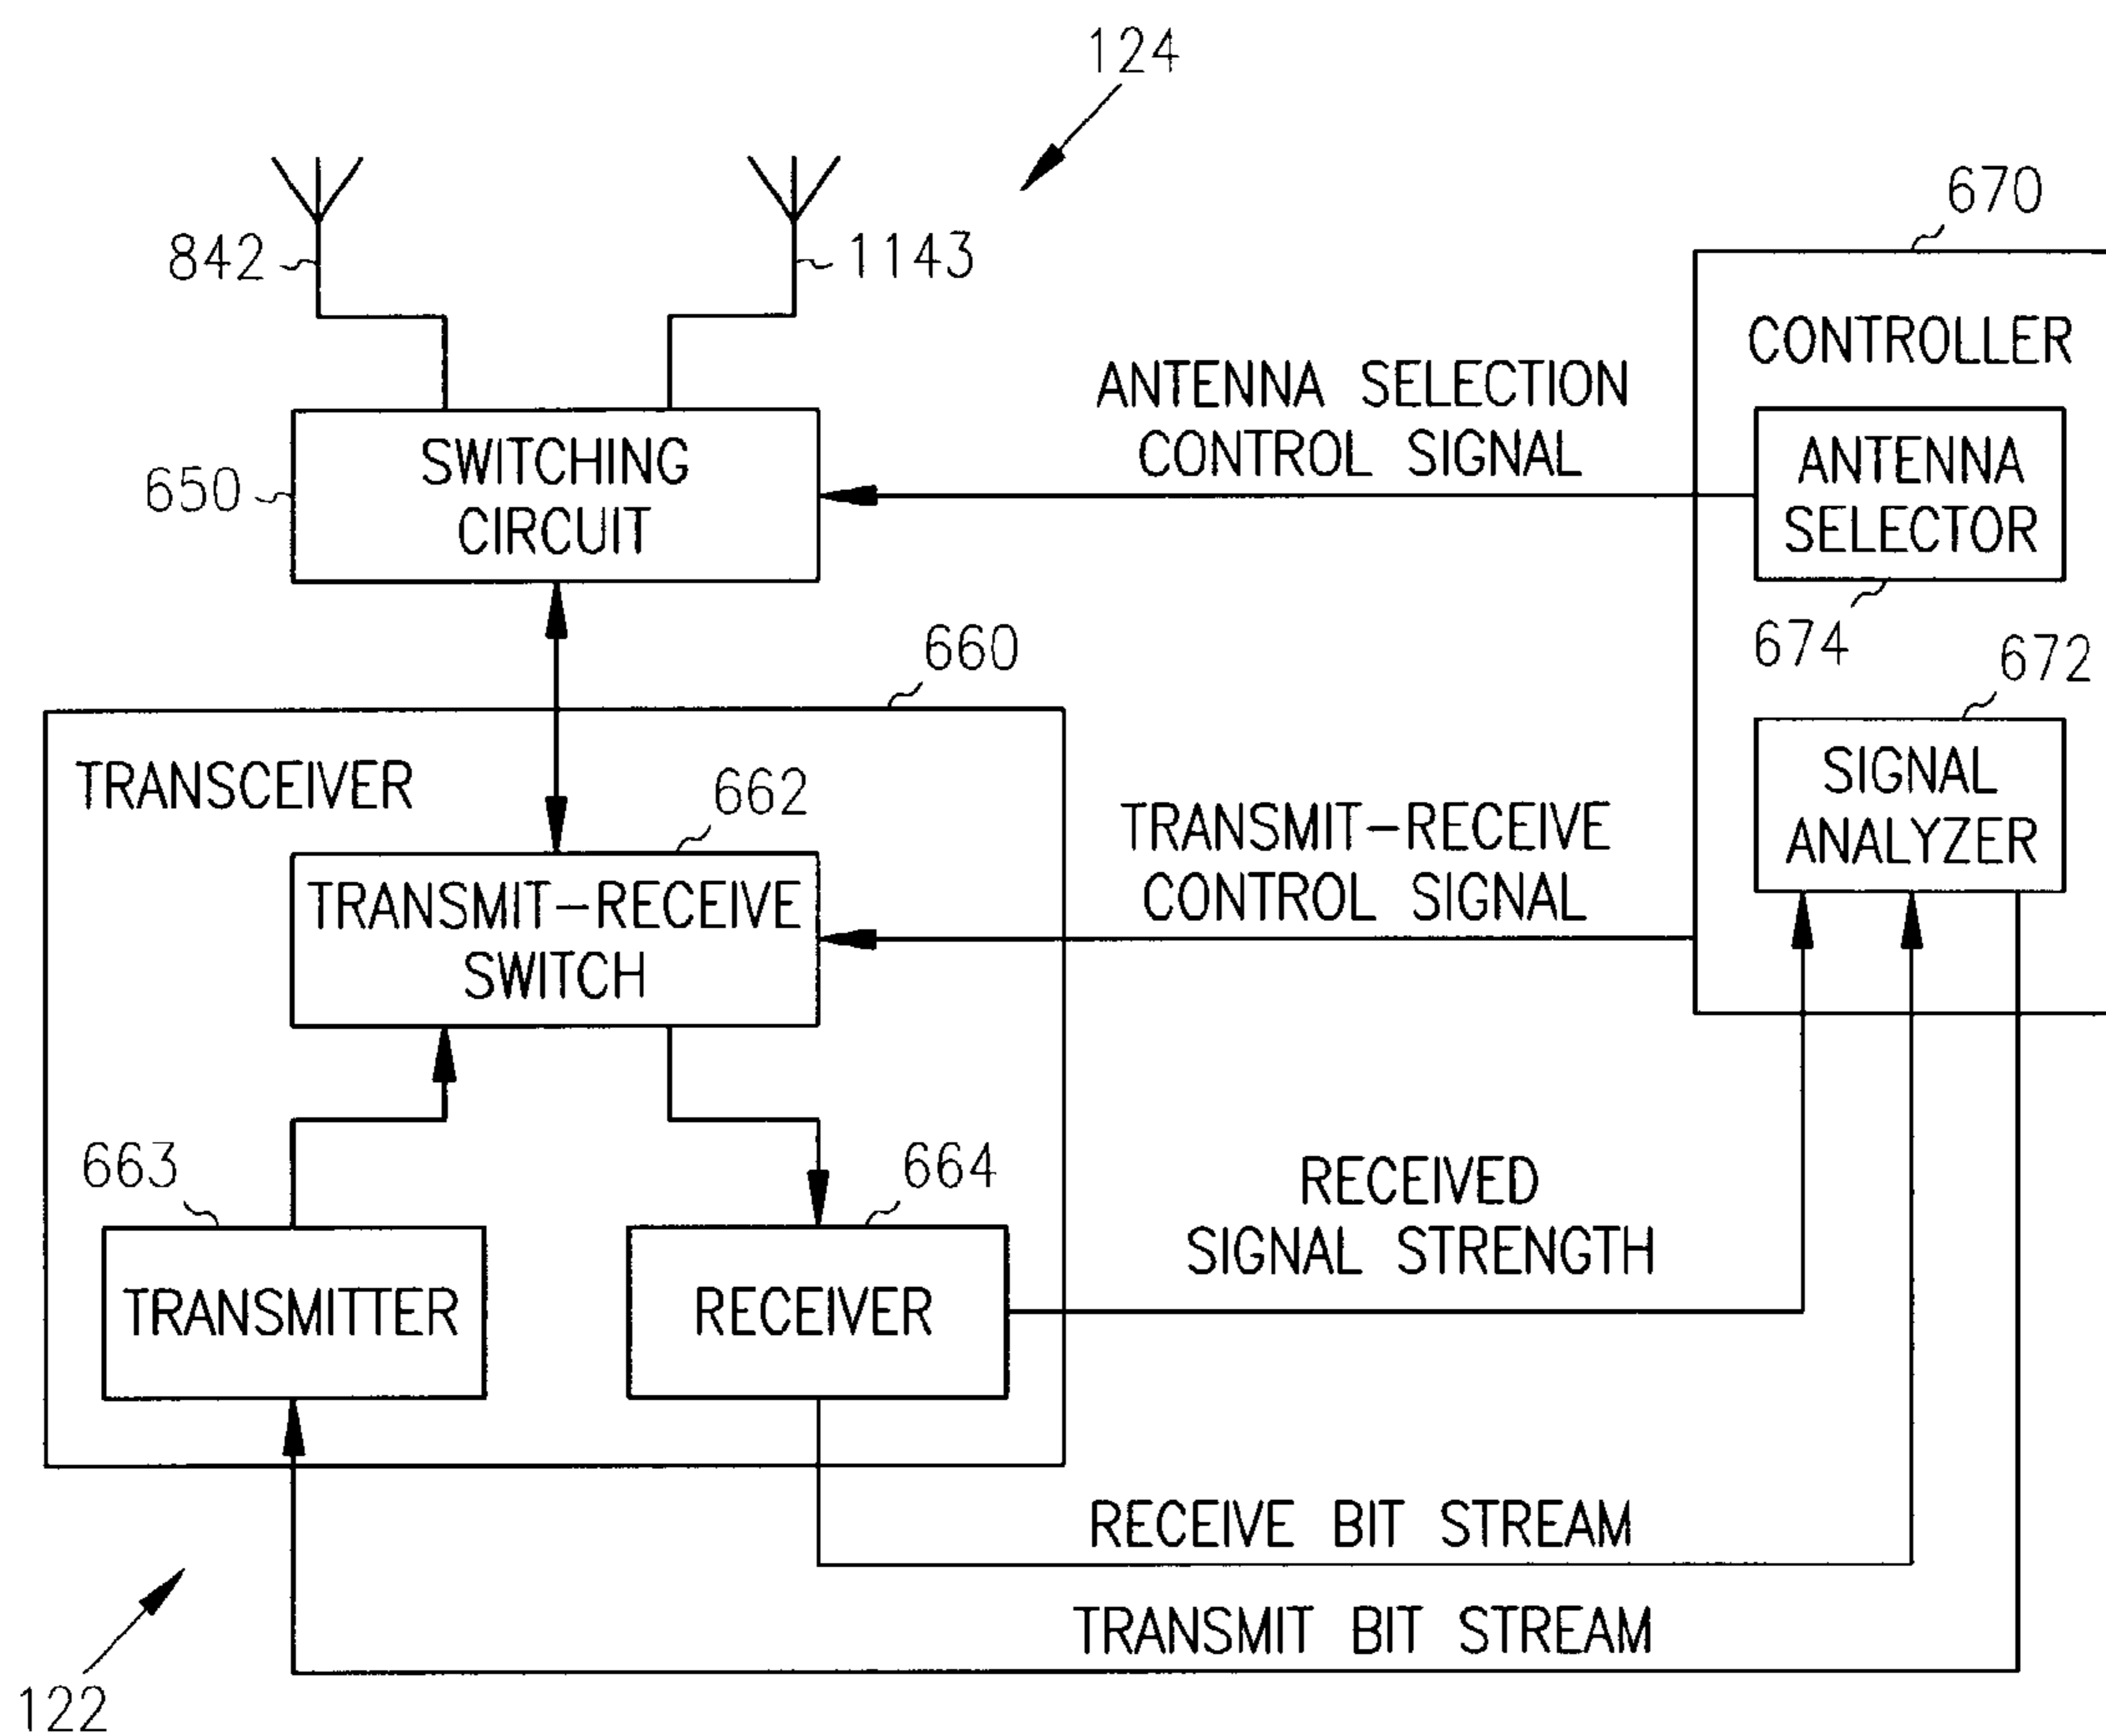 124
842
1143
670
CONTROLLER
ANTENNA SELECTION
CONTROL SIGNAL
ANTENNA
SELECTOR
674
SWITCHING
CIRCUIT
650
660
672
SIGNAL
ANALYZER
TRANSCEIVER
662
TRANSMIT-RECEIVE
SWITCH
TRANSMIT-RECEIVE
CONTROL SIGNAL
663
664
TRANSMITTER
RECEIVER
RECEIVED
SIGNAL STRENGTH
RECEIVE BIT STREAM
TRANSMIT BIT STREAM
122